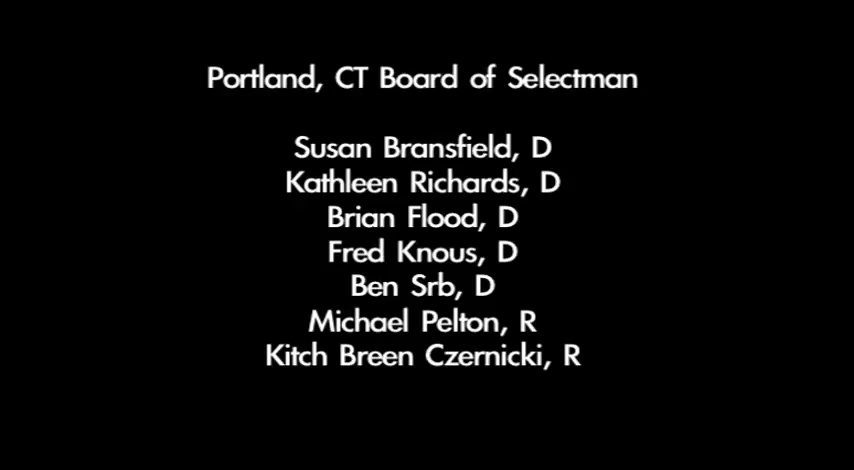 Portland, CT Board of Selectman
Susan Bransfield, D
Kathleen Richards, D
Brian Flood, D
Fred Knous, D
Ben Srb, D
Michael Pelton, R
Kitch Breen Czernicki, R